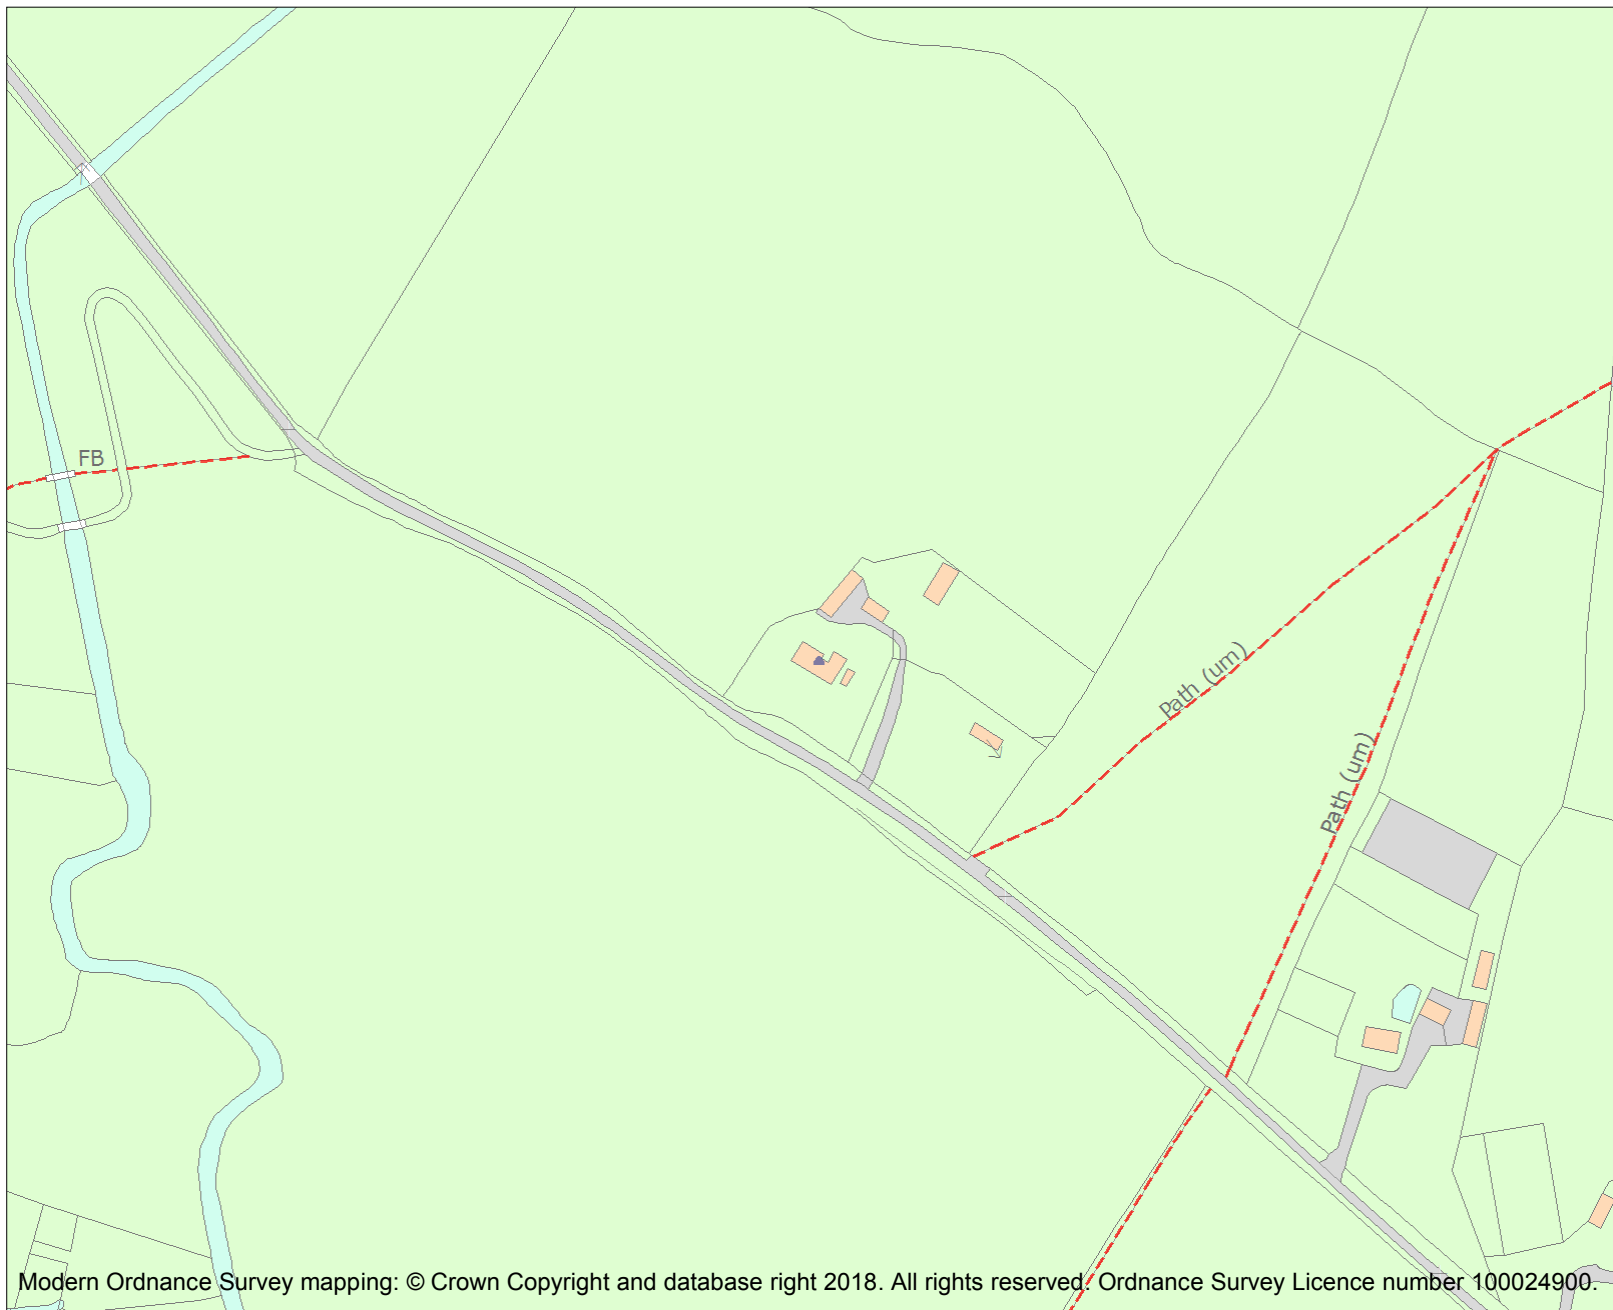 FB
Path (um)
Path (um)
Modern Ordnance Survey mapping: © Crown Copyright and database right 2018. All rights reserved. Ordnance Survey Licence number 100024900.